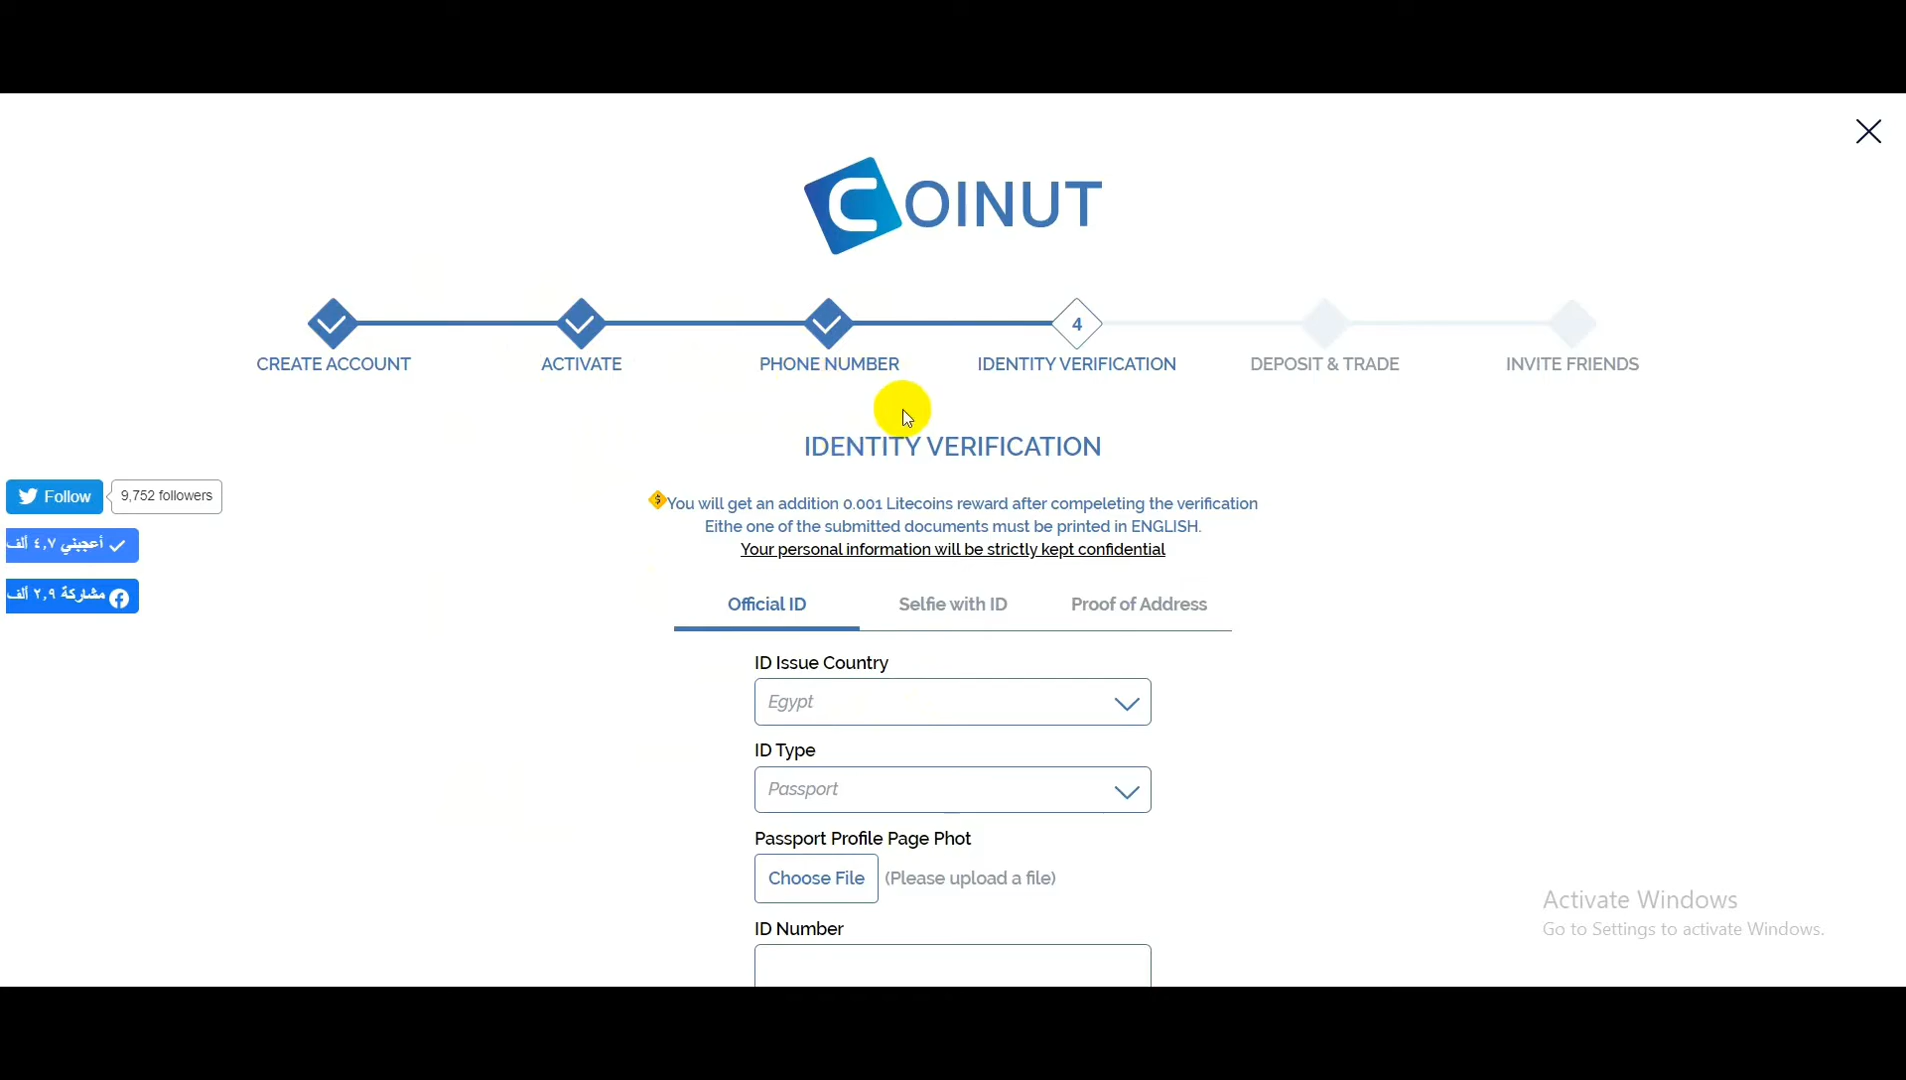 COINUT
4
CREATE ACCOUNT
ACTIVATE
PHONE NUMBER
IDENTITY VERIFICATION
DEPOSIT & TRADE
INVITE FRIENDS
IDENTITY VERIFICATION
You will get an addition 0.001 Litecoins reward after compeleting the verification
Eithe one of the submitted documents must be printed in ENGLISH.
Your personal information will be strictly kept confidential
Follow
9,752 followers
أعجبني ٤٫٧ ألف
مشاركة ٢٫٩ ألف
Official ID
Selfie with ID
Proof of Address
ID Issue Country
Egypt
ID Type
Passport
Passport Profile Page Phot
Choose File
(Please upload a file)
ID Number
Activate Windows
Go to Settings to activate Windows.